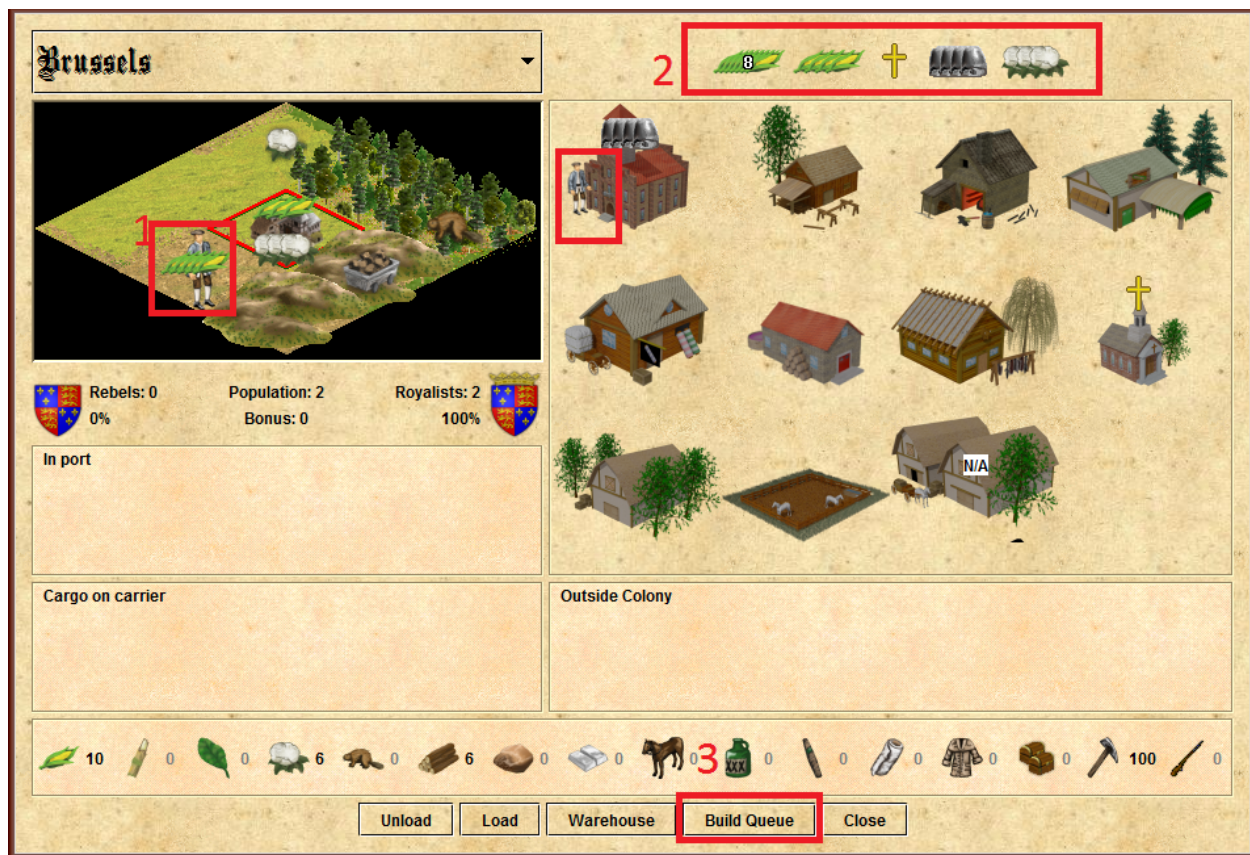 Brussels
2
8
1
N/A
Rebels: 0 Population: 2 Royalists: 2
0% Bonus: 0 100%
In port
Cargo on carrier
Outside Colony
10 0 0 6 0 6 0 0 0 3 XXX 0 0 0 0 0 100 0
Unload Load Warehouse Build Queue Close